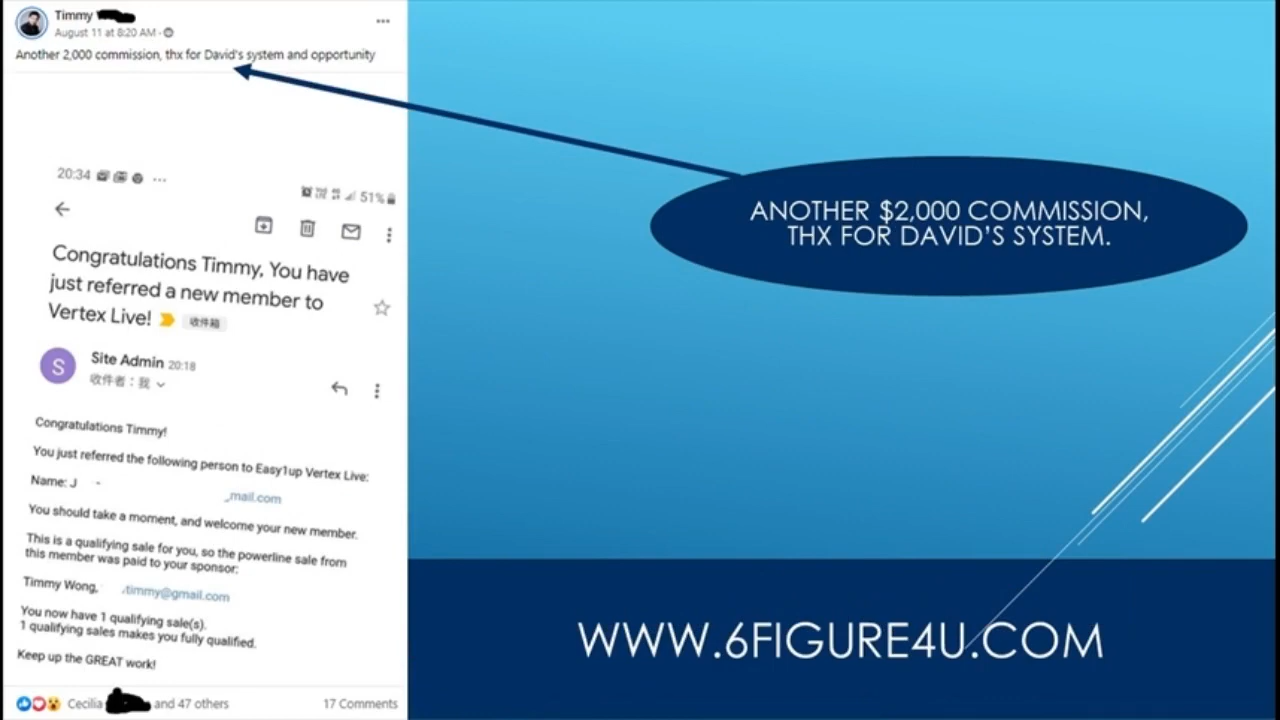 Timmy
August 11 at 8:20 AM ·
Another 2,000 commission, thx for David's system and opportunity
20:34
51%
Congratulations Timmy, You have
just referred a new member to
Vertex Live!
收件箱
Site Admin 20:18
收件者：我
S
Congratulations Timmy!
You just referred the following person to Easy1up Vertex Live:
Name: J -
_mail.com
You should take a moment, and welcome your new member.
This is a qualifying sale for you, so the powerline sale from
this member was paid to your sponsor:
Timmy Wong, .timmy@gmail.com
You now have 1 qualifying sale(s).
1 qualifying sales makes you fully qualified.
Keep up the GREAT work!
Cecilia and 47 others
17 Comments
ANOTHER $2,000 COMMISSION,
THX FOR DAVID'S SYSTEM.
WWW.6FIGURE4U.COM